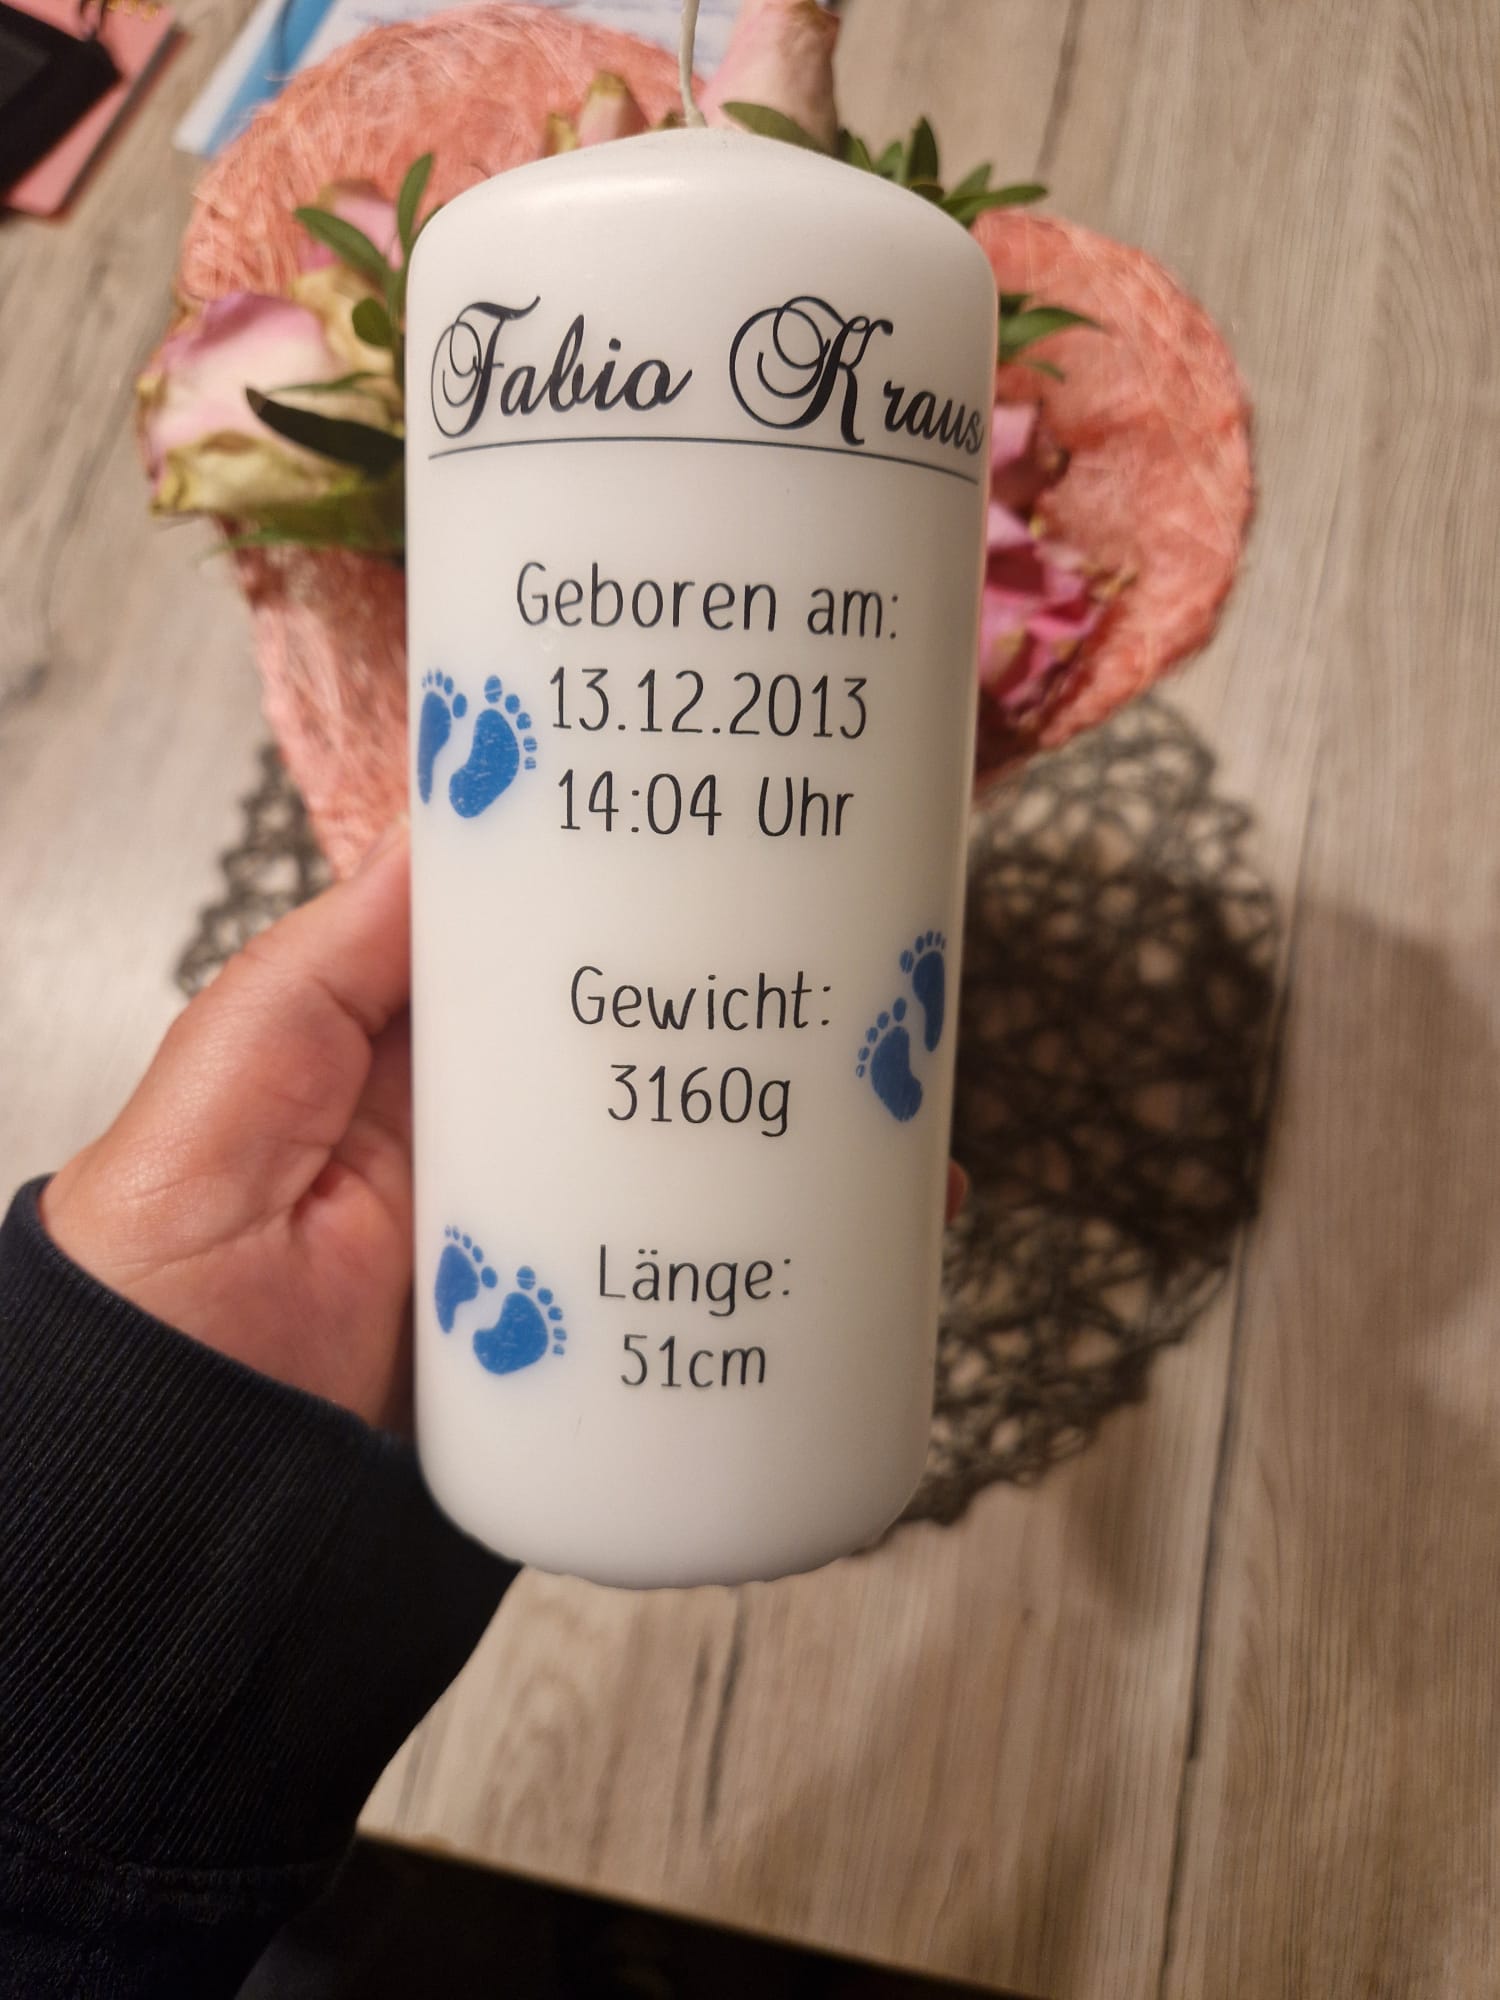 Fabio Kraus
Geboren am:
13.12.2013
14:04 Uhr
Gewicht:
3160g
Länge:
51cm